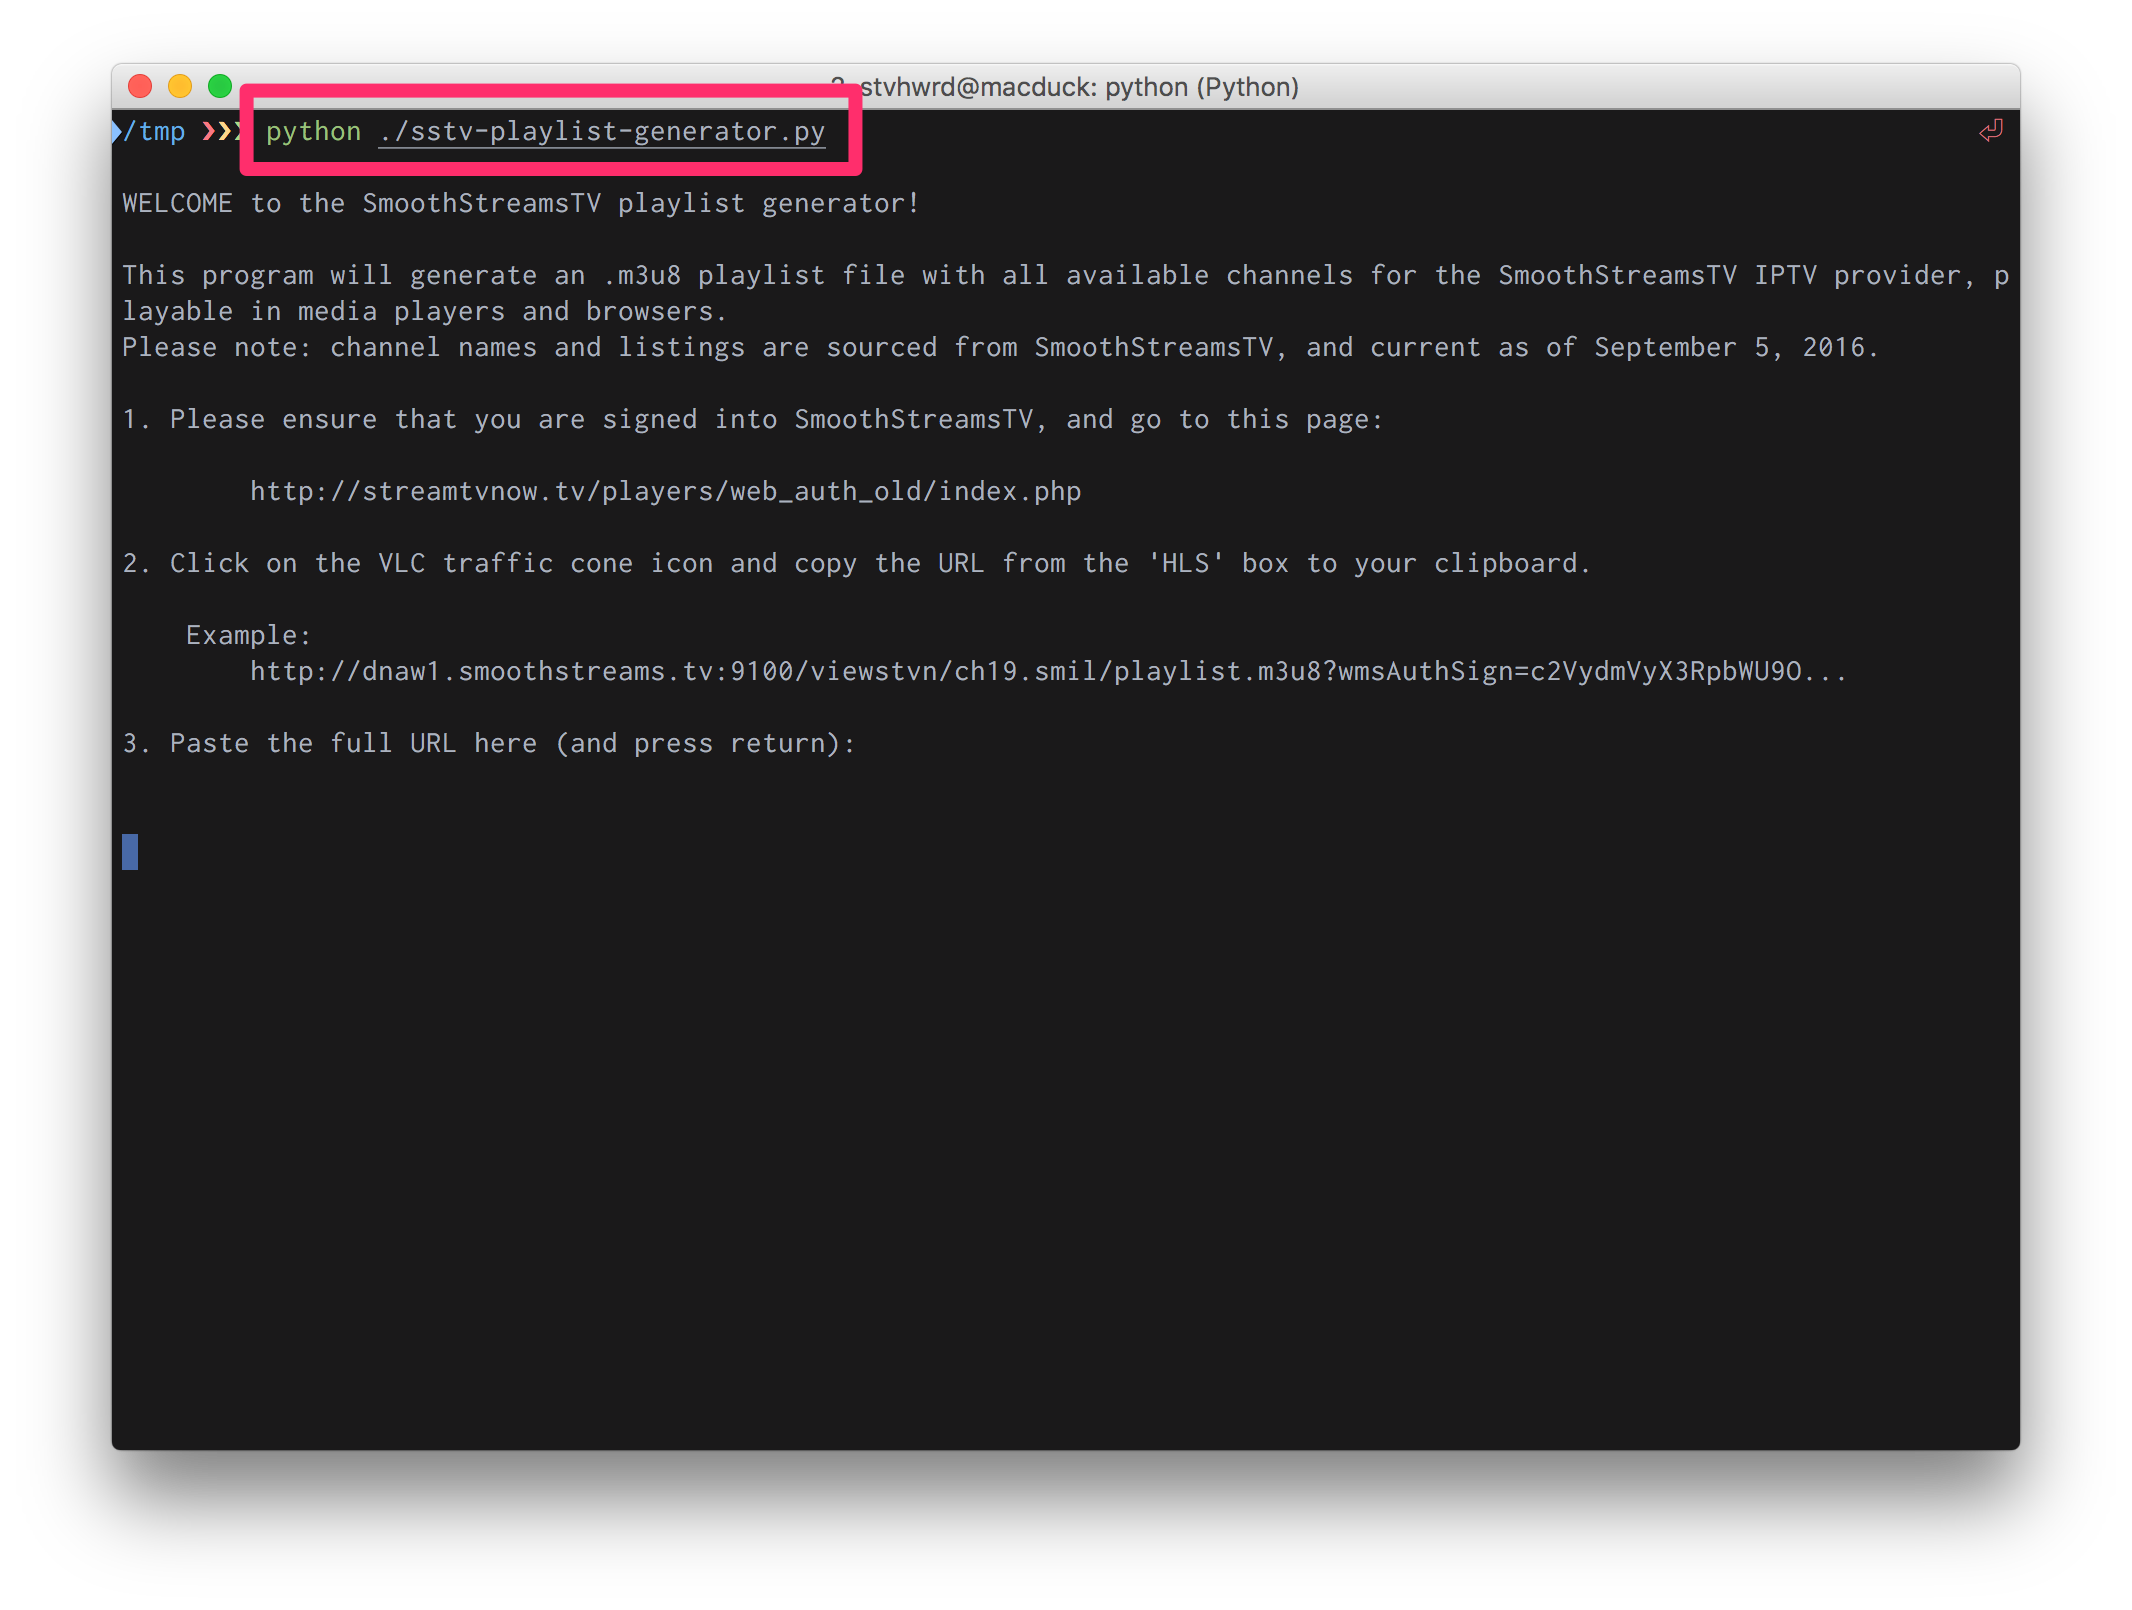 stvhwrd@macduck: python (Python)
/tmp ❯❯❯ python ./sstv-playlist-generator.py
WELCOME to the SmoothStreamsTV playlist generator!
This program will generate an .m3u8 playlist file with all available channels for the SmoothStreamsTV IPTV provider, p
layable in media players and browsers.
Please note: channel names and listings are sourced from SmoothStreamsTV, and current as of September 5, 2016.
1. Please ensure that you are signed into SmoothStreamsTV, and go to this page:
http://streamtvnow.tv/players/web_auth_old/index.php
2. Click on the VLC traffic cone icon and copy the URL from the 'HLS' box to your clipboard.
Example:
http://dnaw1.smoothstreams.tv:9100/viewstvn/ch19.smil/playlist.m3u8?wmsAuthSign=c2VydmVyX3RpbWU9O...
3. Paste the full URL here (and press return):